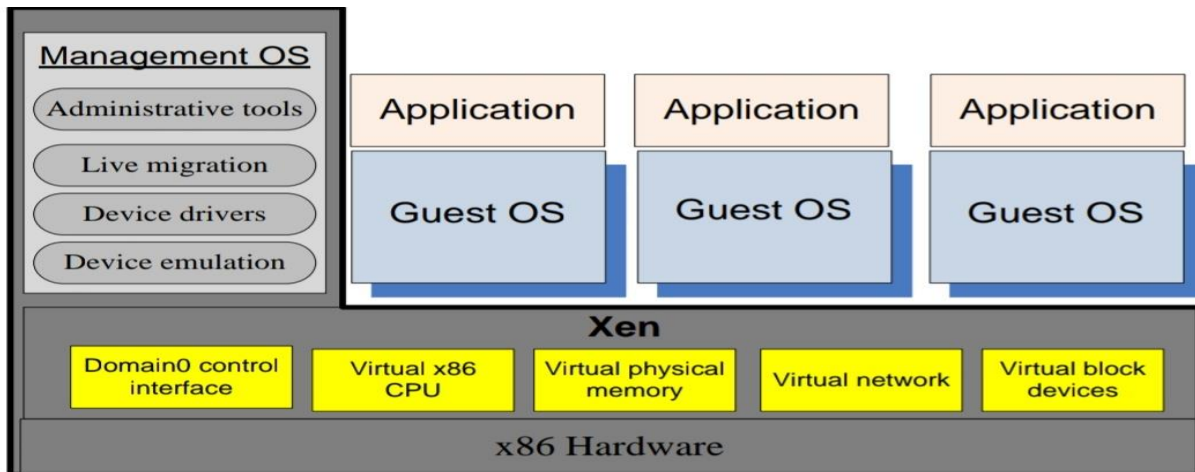 Management OS
Administrative tools
Live migration
Device drivers
Device emulation
Application
Guest OS
Application
Guest OS
Application
Guest OS
Xen
Domain0 control
interface
Virtual x86
CPU
Virtual physical
memory
Virtual network
Virtual block
devices
x86 Hardware